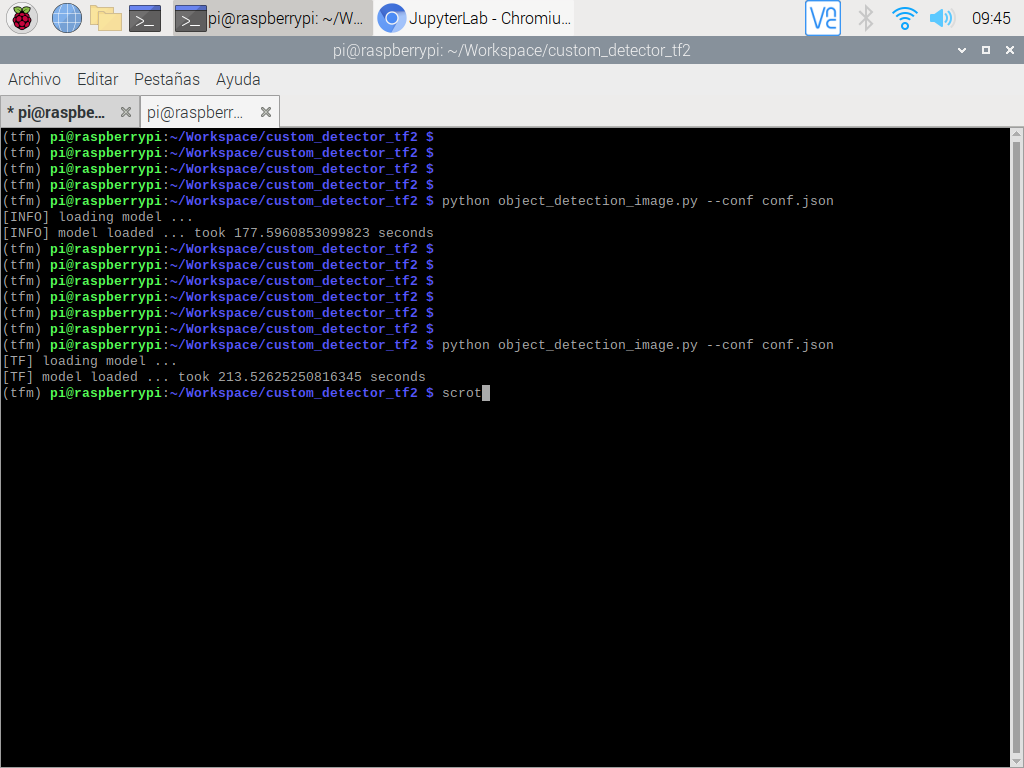 pi@raspberrypi: ~/W... JupyterLab - Chromiu... VNC 09:45
pi@raspberrypi: ~/Workspace/custom_detector_tf2
Archivo Editar Pestañas Ayuda
* pi@raspbe... pi@raspberr...
(tfm) pi@raspberrypi:~/Workspace/custom_detector_tf2 $
(tfm) pi@raspberrypi:~/Workspace/custom_detector_tf2 $
(tfm) pi@raspberrypi:~/Workspace/custom_detector_tf2 $
(tfm) pi@raspberrypi:~/Workspace/custom_detector_tf2 $
(tfm) pi@raspberrypi:~/Workspace/custom_detector_tf2 $ python object_detection_image.py --conf conf.json
[INFO] loading model ...
[INFO] model loaded ... took 177.5960853099823 seconds
(tfm) pi@raspberrypi:~/Workspace/custom_detector_tf2 $
(tfm) pi@raspberrypi:~/Workspace/custom_detector_tf2 $
(tfm) pi@raspberrypi:~/Workspace/custom_detector_tf2 $
(tfm) pi@raspberrypi:~/Workspace/custom_detector_tf2 $
(tfm) pi@raspberrypi:~/Workspace/custom_detector_tf2 $
(tfm) pi@raspberrypi:~/Workspace/custom_detector_tf2 $
(tfm) pi@raspberrypi:~/Workspace/custom_detector_tf2 $ python object_detection_image.py --conf conf.json
[TF] loading model ...
[TF] model loaded ... took 213.52625250816345 seconds
(tfm) pi@raspberrypi:~/Workspace/custom_detector_tf2 $ scrot